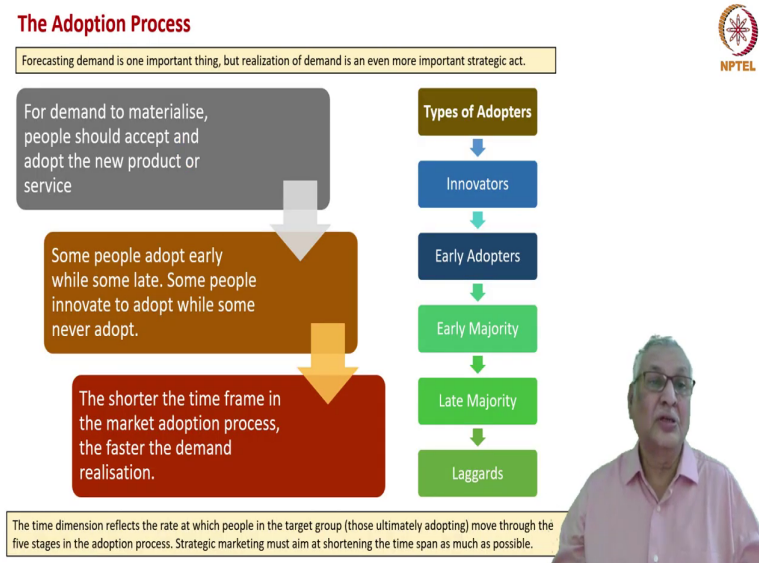 The Adoption Process
NPTEL
Forecasting demand is one important thing, but realization of demand is an even more important strategic act.
For demand to materialise,
people should accept and
adopt the new product or
service
Some people adopt early
while some late. Some people
innovate to adopt while some
never adopt.
The shorter the time frame in
the market adoption process,
the faster the demand
realisation.
Types of Adopters
Innovators
Early Adopters
Early Majority
Late Majority
Laggards
The time dimension reflects the rate at which people in the target group (those ultimately adopting) move through the
five stages in the adoption process. Strategic marketing must aim at shortening the time span as much as possible.